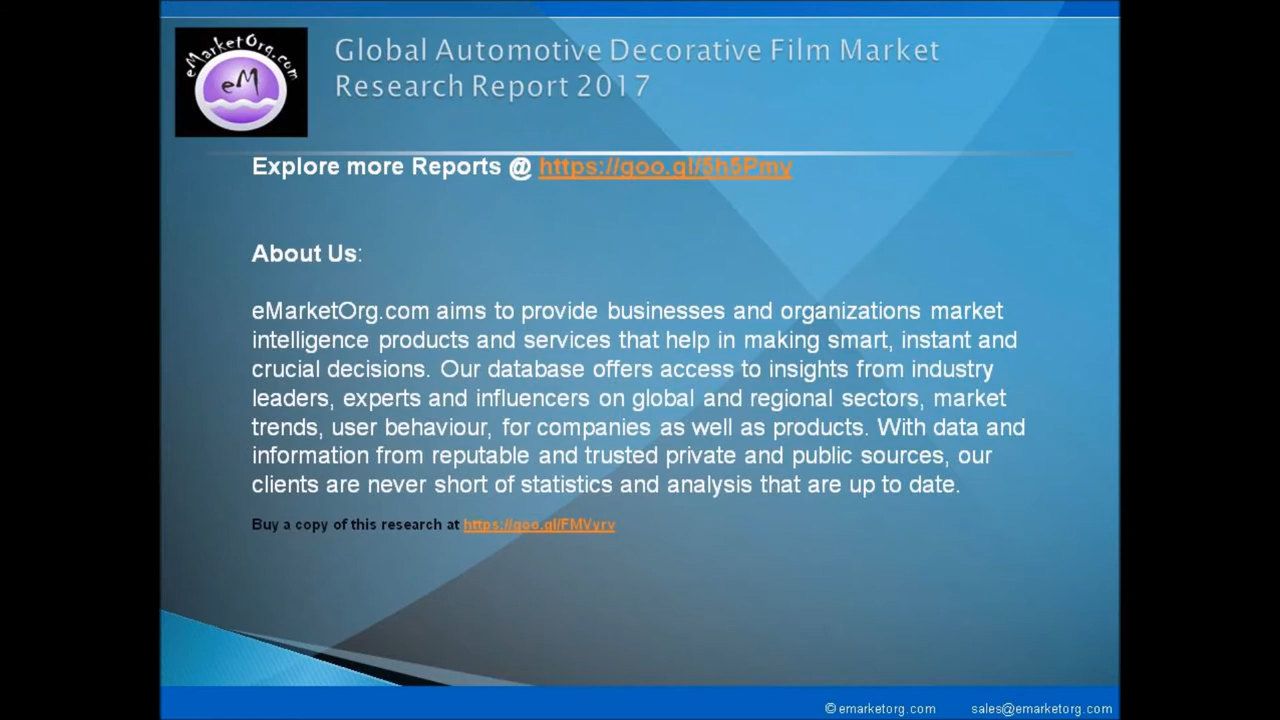 eMarketOrg.com
eM
Global Automotive Decorative Film Market
Research Report 2017
Explore more Reports @ https://goo.gl/5h5Pmv
About Us:
eMarketOrg.com aims to provide businesses and organizations market
intelligence products and services that help in making smart, instant and
crucial decisions. Our database offers access to insights from industry
leaders, experts and influencers on global and regional sectors, market
trends, user behaviour, for companies as well as products. With data and
information from reputable and trusted private and public sources, our
clients are never short of statistics and analysis that are up to date.
Buy a copy of this research at https://goo.gl/FMVyrv
© emarketorg.com sales@emarketorg.com